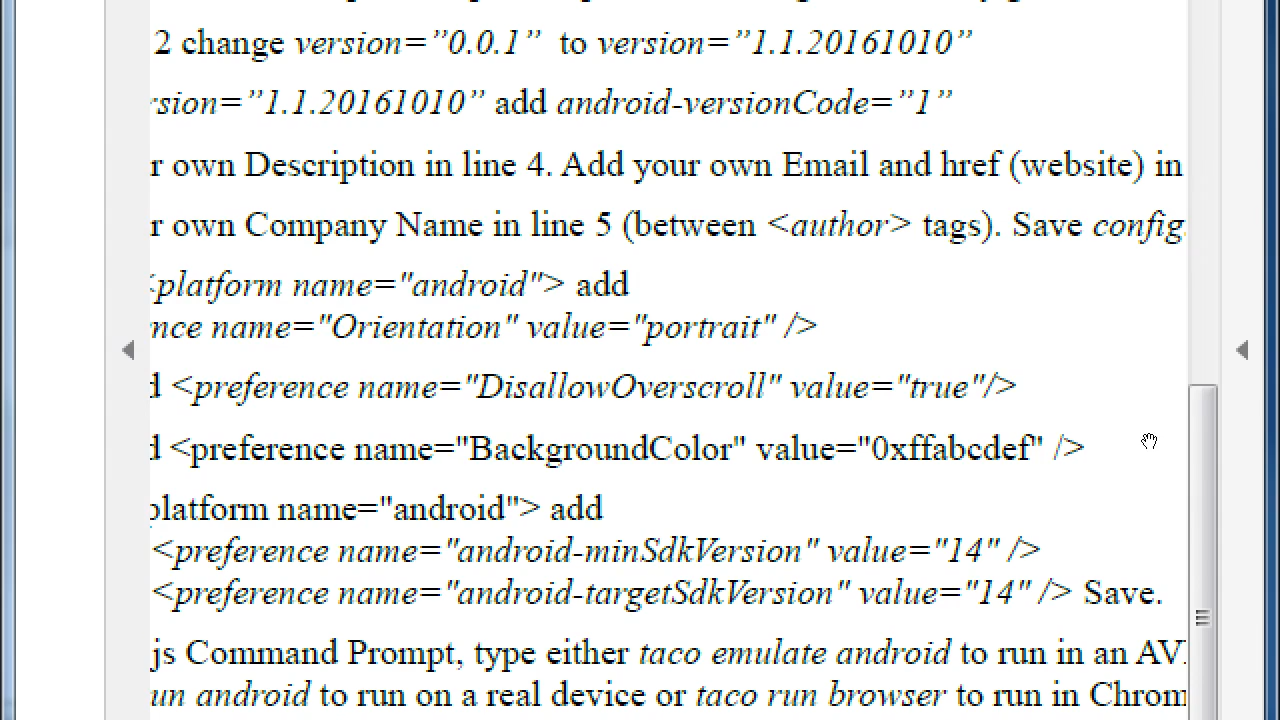 2 change version=”0.0.1”  to version=”1.1.20161010”
rsion=”1.1.20161010” add android-versionCode=”1”
r own Description in line 4. Add your own Email and href (website) in
r own Company Name in line 5 (between <author> tags). Save config.
<platform name="android"> add
nce name="Orientation" value="portrait" />
d <preference name="DisallowOverscroll" value="true"/>
d <preference name="BackgroundColor" value="0xffabcdef" />
platform name="android"> add
<preference name="android-minSdkVersion" value="14" />
<preference name="android-targetSdkVersion" value="14" /> Save.
js Command Prompt, type either taco emulate android to run in an AV
un android to run on a real device or taco run browser to run in Chrom